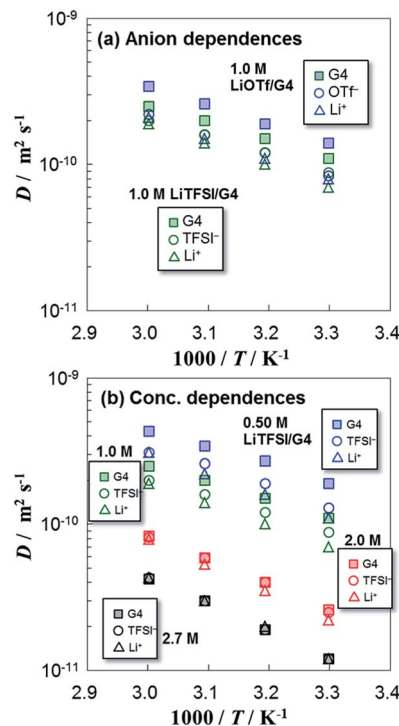 (a) Anion dependences
10⁻⁹
1.0 M
LiOTf/G4
G4
OTf⁻
Li⁺
D / m² s⁻¹
10⁻¹⁰
1.0 M LiTFSI/G4
G4
TFSI⁻
Li⁺
10⁻¹¹
2.9 3.0 3.1 3.2 3.3 3.4
1000 / T / K⁻¹
10⁻⁹
(b) Conc. dependences
0.50 M
LiTFSI/G4
G4
TFSI⁻
Li⁺
1.0 M
G4
TFSI⁻
Li⁺
D / m² s⁻¹
10⁻¹⁰
2.0 M
G4
TFSI⁻
Li⁺
G4
TFSI⁻
Li⁺
2.7 M
10⁻¹¹
2.9 3.0 3.1 3.2 3.3 3.4
1000 / T / K⁻¹